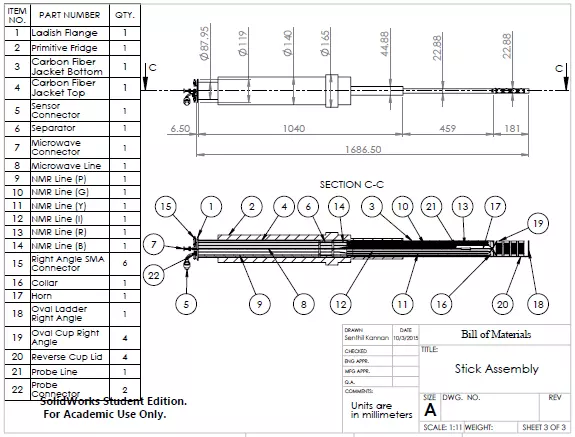 ITEM NO. PART NUMBER QTY.
1 Ladish Flange 1
2 Primitive Fridge 1
3 Carbon Fiber Jacket Bottom 1
4 Carbon Fiber Jacket Top 1
5 Sensor Connector 1
6 Separator 1
7 Microwave Connector 1
8 Microwave Line 1
9 NMR Line (P) 1
10 NMR Line (G) 1
11 NMR Line (Y) 1
12 NMR Line (I) 1
13 NMR Line (R) 1
14 NMR Line (B) 1
15 Right Angle SMA Connector 6
16 Collar 1
17 Horn 1
18 Oval Ladder Right Angle 1
19 Oval Cup Right Angle 4
20 Reverse Cup Lid 4
21 Probe Line 1
22 Probe Connector 2
SolidWorks Student Edition.
For Academic Use Only.
Ø87.95 Ø119 Ø140 Ø165 44.88 22.88 22.88
C C
6.50 1040 459 181
1686.50
SECTION C-C
15 1 2 4 6 14 3 10 21 13 17 19
7 22 5 9 8 12 11 16 20 18
DRAWN Senthil Kannan DATE 10/3/2015
CHECKED
ENG APPR.
MFG APPR.
Q.A.
COMMENTS:
Units are
in millimeters
Bill of Materials
TITLE:
Stick Assembly
SIZE DWG. NO. REV
A
SCALE: 1:11 WEIGHT: SHEET 3 OF 3